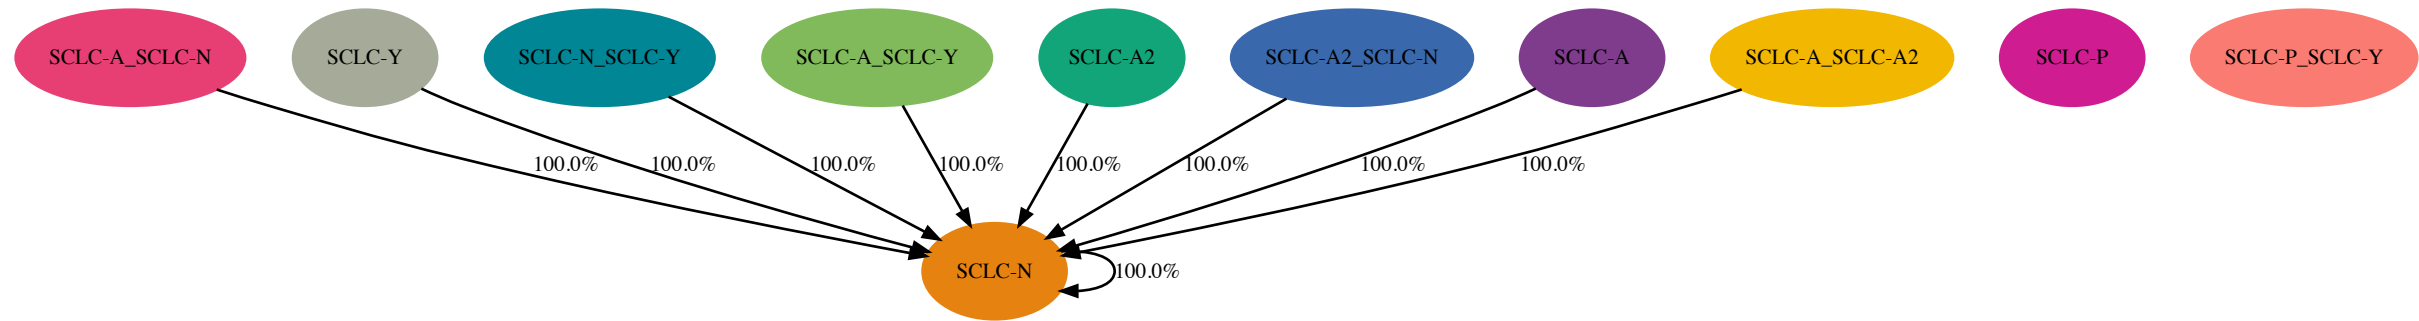 SCLC-A_SCLC-N
SCLC-Y
SCLC-N_SCLC-Y
SCLC-A_SCLC-Y
SCLC-A2
SCLC-A2_SCLC-N
SCLC-A
SCLC-A_SCLC-A2
SCLC-P
SCLC-P_SCLC-Y
100.0%
100.0%
100.0%
100.0%
100.0%
100.0%
100.0%
100.0%
SCLC-N
100.0%